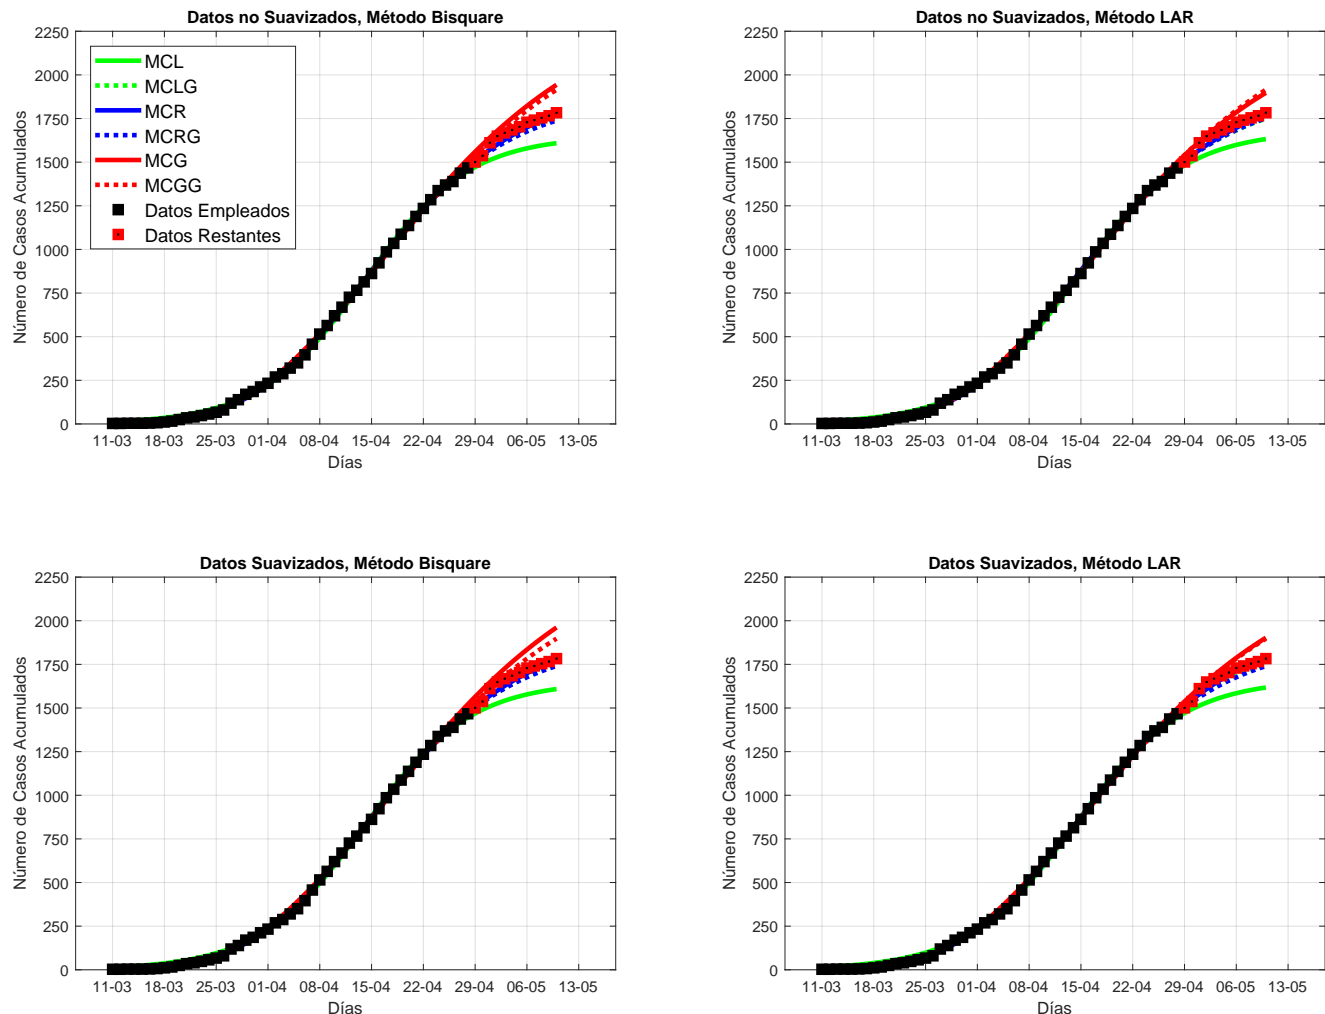 Datos no Suavizados, Método Bisquare
Número de Casos Acumulados
2250
2000
1750
1500
1250
1000
750
500
250
0
MCL
MCLG
MCR
MCRG
MCG
MCGG
Datos Empleados
Datos Restantes
11-03 18-03 25-03 01-04 08-04 15-04 22-04 29-04 06-05 13-05
Días
Datos no Suavizados, Método LAR
Número de Casos Acumulados
2250
2000
1750
1500
1250
1000
750
500
250
0
11-03 18-03 25-03 01-04 08-04 15-04 22-04 29-04 06-05 13-05
Días
Datos Suavizados, Método Bisquare
Número de Casos Acumulados
2250
2000
1750
1500
1250
1000
750
500
250
0
11-03 18-03 25-03 01-04 08-04 15-04 22-04 29-04 06-05 13-05
Días
Datos Suavizados, Método LAR
Número de Casos Acumulados
2250
2000
1750
1500
1250
1000
750
500
250
0
11-03 18-03 25-03 01-04 08-04 15-04 22-04 29-04 06-05 13-05
Días